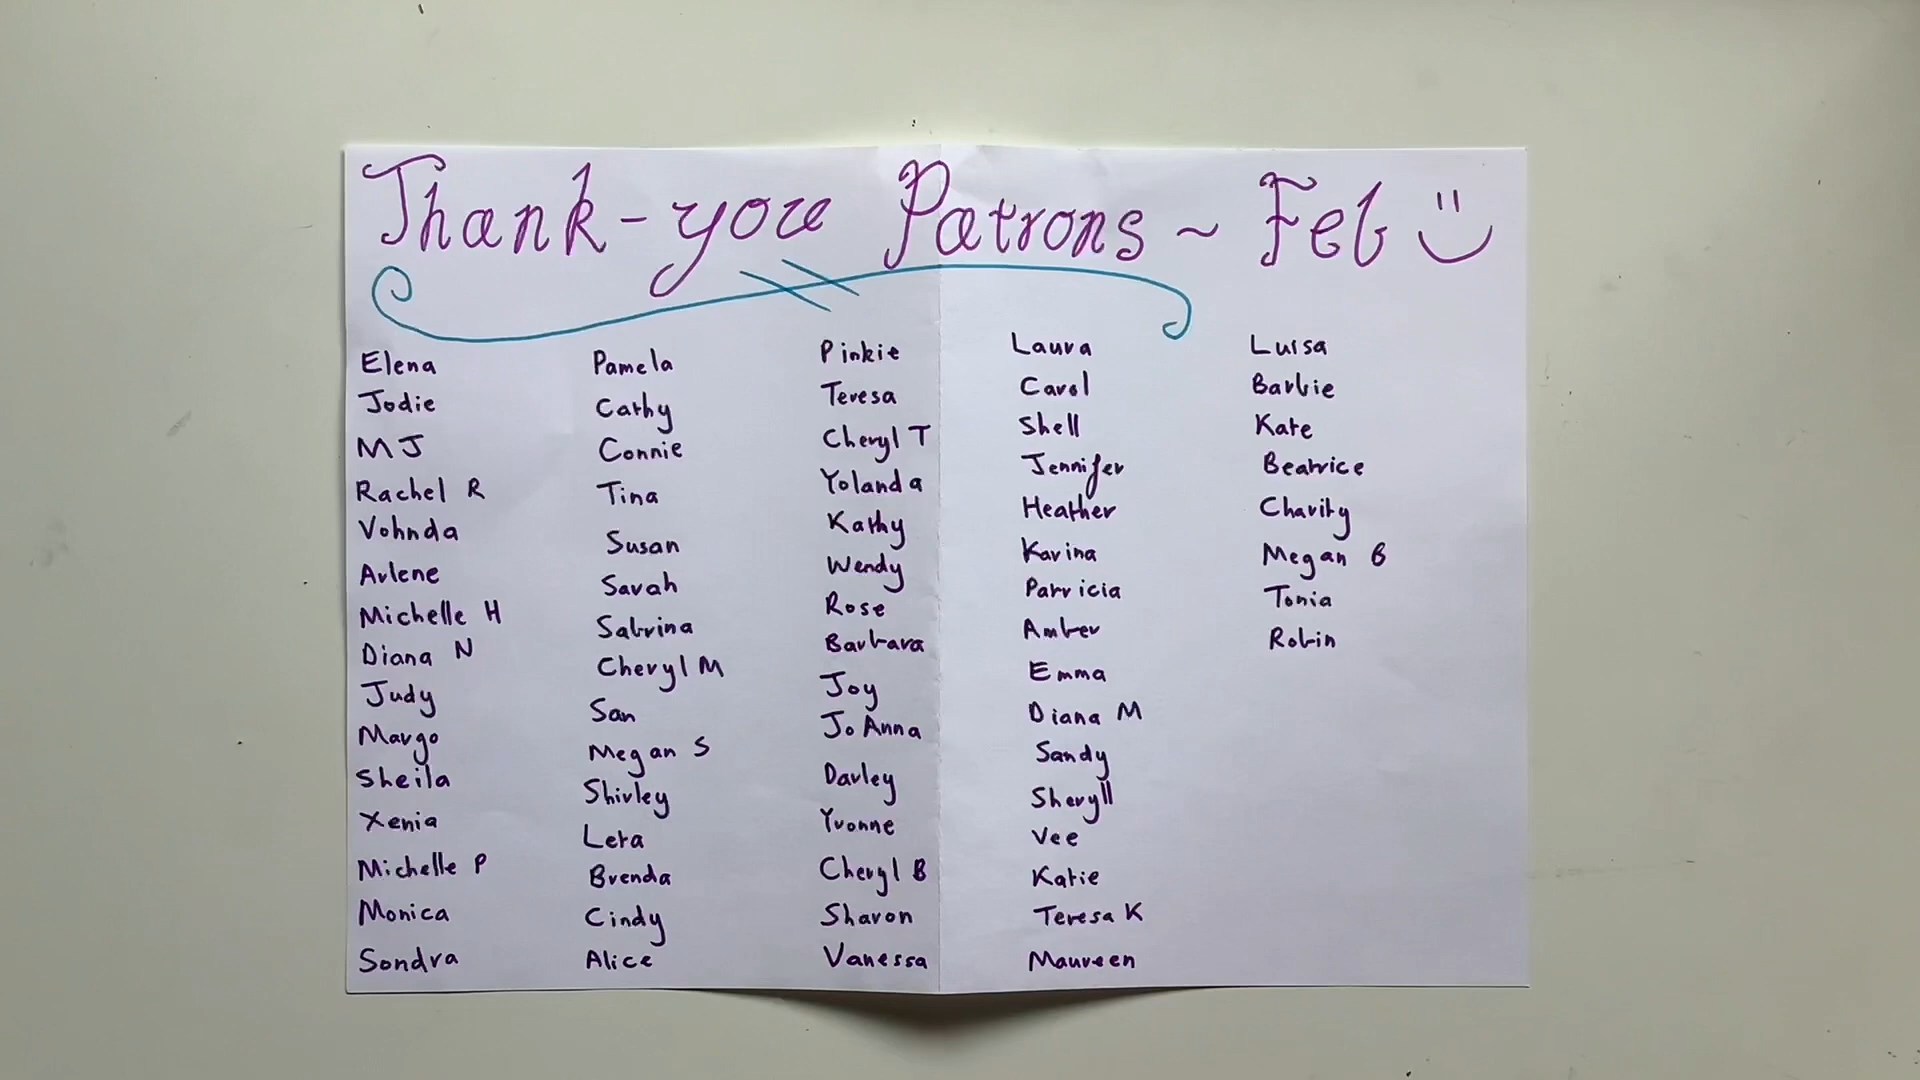 Thank-you Patrons ~ Feb
Elena
Jodie
MJ
Rachel R
Vohnda
Arlene
Michelle H
Diana N
Judy
Margo
Sheila
Xenia
Michelle P
Monica
Sondra
Pamela
Cathy
Connie
Tina
Susan
Sarah
Sabrina
Cheryl M
San
Megan S
Shirley
Leta
Brenda
Cindy
Alice
Pinkie
Teresa
Cheryl T
Yolanda
Kathy
Wendy
Rose
Barbara
Joy
JoAnna
Darley
Yvonne
Cheryl B
Sharon
Vanessa
Laura
Carol
Shell
Jennifer
Heather
Karina
Patricia
Amber
Emma
Diana M
Sandy
Sheryll
Vee
Katie
Teresa K
Maureen
Luisa
Barbie
Kate
Beatrice
Charity
Megan B
Tonia
Robin